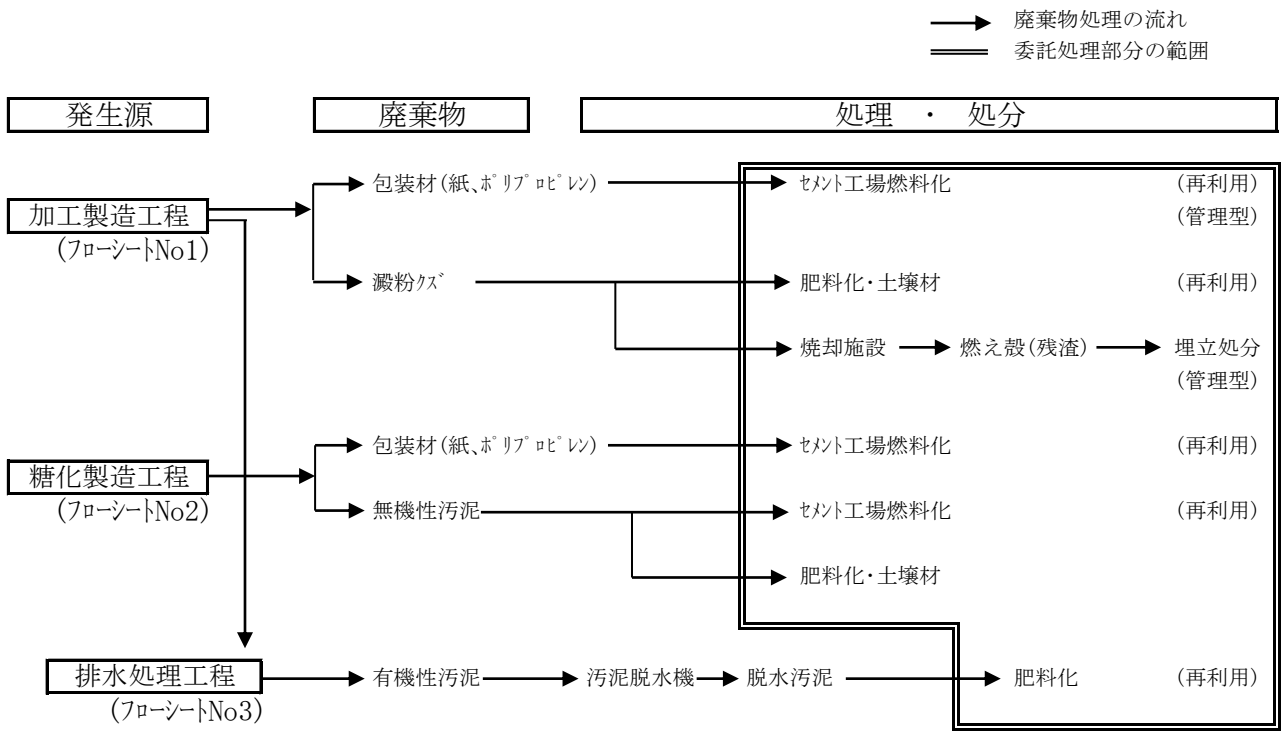 廃棄物処理の流れ
委託処理部分の範囲
発生源 廃棄物 処理 ・ 処分
包装材(紙、ﾎﾟﾘﾌﾟﾛﾋﾟﾚﾝ) ｾﾒﾝﾄ工場燃料化 (再利用)
加工製造工程 (管理型)
(ﾌﾛｰｼｰﾄNo1)
澱粉ｸｽﾞ 肥料化・土壌材 (再利用)
焼却施設 燃え殻(残渣) 埋立処分
(管理型)
包装材(紙、ﾎﾟﾘﾌﾟﾛﾋﾟﾚﾝ) ｾﾒﾝﾄ工場燃料化 (再利用)
糖化製造工程
(ﾌﾛｰｼｰﾄNo2) 無機性汚泥 ｾﾒﾝﾄ工場燃料化 (再利用)
肥料化・土壌材
排水処理工程 有機性汚泥 汚泥脱水機 脱水汚泥 肥料化 (再利用)
(ﾌﾛｰｼｰﾄNo3)